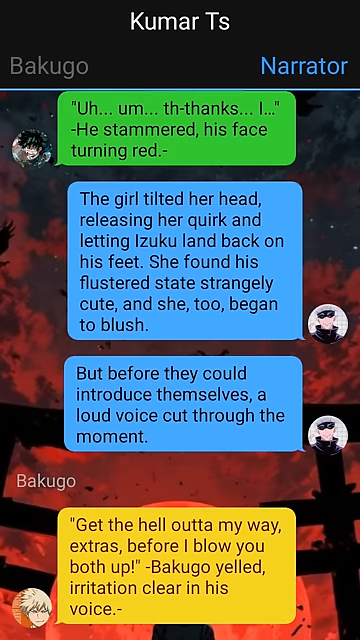 Kumar Ts
Bakugo Narrator
"Uh... um... th-thanks... I…"
-He stammered, his face
turning red.-
The girl tilted her head,
releasing her quirk and
letting Izuku land back on
his feet. She found his
flustered state strangely
cute, and she, too, began
to blush.
But before they could
introduce themselves, a
loud voice cut through the
moment.
Bakugo
"Get the hell outta my way,
extras, before I blow you
both up!" -Bakugo yelled,
irritation clear in his
voice.-